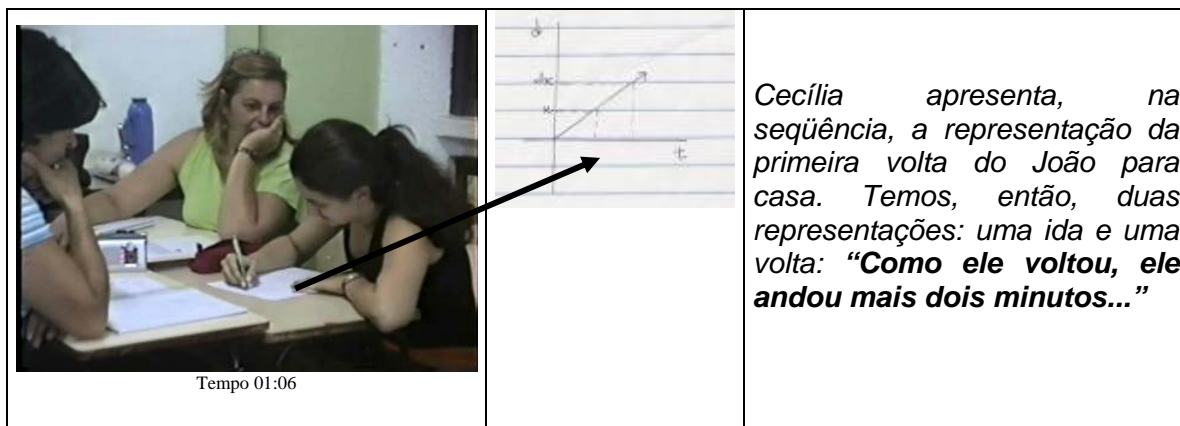 d
2x
x
t
Tempo 01:06
Cecília apresenta, na
seqüência, a representação da
primeira volta do João para
casa. Temos, então, duas
representações: uma ida e uma
volta: “Como ele voltou, ele
andou mais dois minutos...”